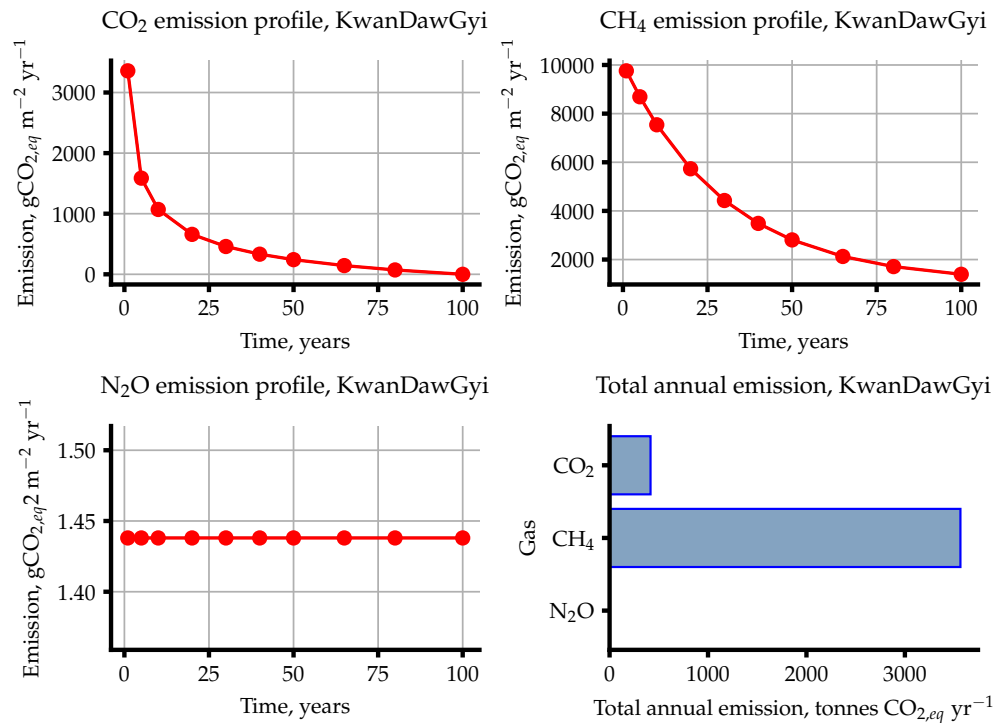 CO₂ emission profile, KwanDawGyi
Emission, gCO₂,eq m⁻² yr⁻¹
3000
2000
1000
0
0 25 50 75 100
Time, years
CH₄ emission profile, KwanDawGyi
Emission, gCO₂,eq m⁻² yr⁻¹
10000
8000
6000
4000
2000
0 25 50 75 100
Time, years
N₂O emission profile, KwanDawGyi
Emission, gCO₂,eq2 m⁻² yr⁻¹
1.50
1.45
1.40
0 25 50 75 100
Time, years
Total annual emission, KwanDawGyi
Gas
CO₂
CH₄
N₂O
0 1000 2000 3000
Total annual emission, tonnes CO₂,eq yr⁻¹